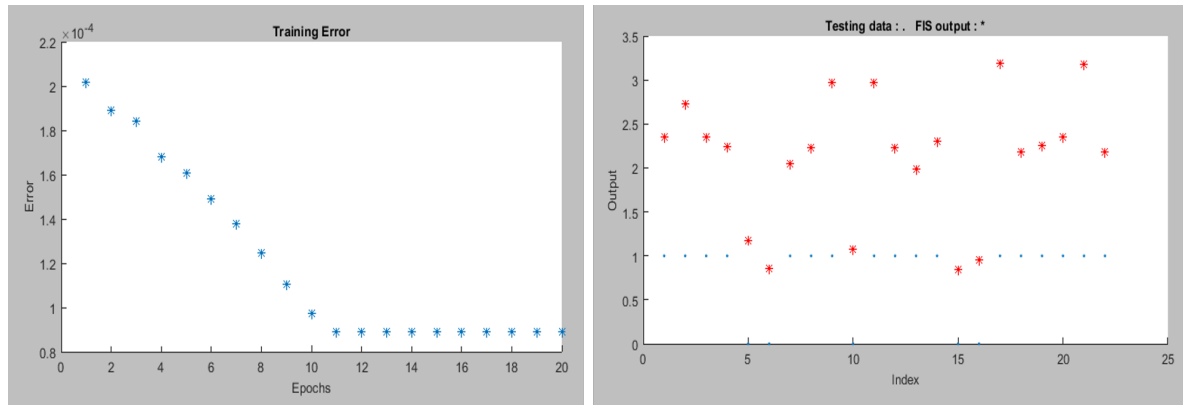 Training Error
×10-4
2.2
2
1.8
1.6
1.4
1.2
1
0.8
Error
0 2 4 6 8 10 12 14 16 18 20
Epochs
Testing data : . FIS output : *
3.5
3
2.5
2
1.5
1
0.5
0
Output
0 5 10 15 20 25
Index